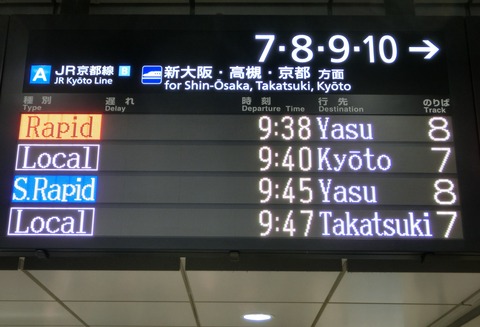 7・8・9・10 →
A JR京都線 新大阪・高槻・京都 方面
JR Kyōto Line for Shin-Ōsaka, Takatsuki, Kyōto
種別 遅れ 時刻 行先 のりば
Type Delay Departure Time Destination Track
Rapid 9:38 Yasu 8
Local 9:40 Kyōto 7
S.Rapid 9:45 Yasu 8
Local 9:47 Takatsuki 7